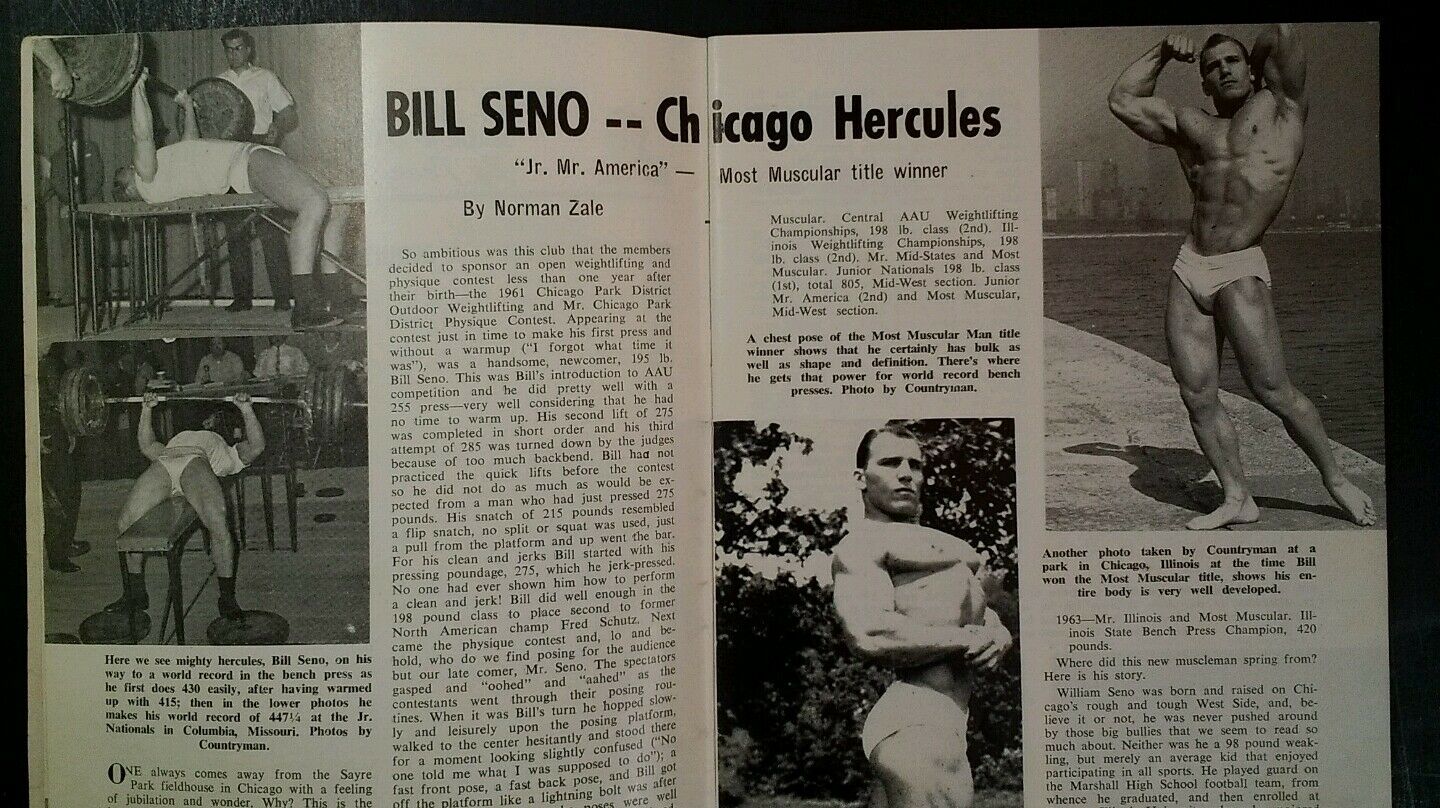 BILL SENO -- Chicago Hercules
"Jr. Mr. America" — Most Muscular title winner
By Norman Zale
Here we see mighty hercules, Bill Seno, on his
way to a world record in the bench press as
he first does 430 easily, after having warmed
up with 415; then in the lower photos he
makes his world record of 447¼ at the Jr.
Nationals in Columbia, Missouri. Photos by
Countryman.
ONE always comes away from the Sayre
Park fieldhouse in Chicago with a feeling
of jubilation and wonder. Why? This is the
So ambitious was this club that the members
decided to sponsor an open weightlifting and
physique contest less than one year after
their birth—the 1961 Chicago Park District
Outdoor Weightlifting and Mr. Chicago Park
District Physique Contest. Appearing at the
contest just in time to make his first press and
without a warmup ("I forgot what time it
was"), was a handsome, newcomer, 195 lb.
Bill Seno. This was Bill's introduction to AAU
competition and he did pretty well with a
255 press—very well considering that he had
no time to warm up. His second lift of 275
was completed in short order and his third
attempt of 285 was turned down by the judges
because of too much backbend. Bill had not
practiced the quick lifts before the contest
so he did not do as much as would be ex-
pected from a man who had just pressed 275
pounds. His snatch of 215 pounds resembled
a flip snatch, no split or squat was used, just
a pull from the platform and up went the bar.
For his clean and jerks Bill started with his
pressing poundage, 275, which he jerk-pressed.
No one had ever shown him how to perform
a clean and jerk! Bill did well enough in the
198 pound class to place second to former
North American champ Fred Schutz. Next
came the physique contest and, lo and be-
hold, who do we find posing for the audience
but our late comer, Mr. Seno. The spectators
gasped and "oohed" and "aahed" as the
contestants went through their posing rou-
tines. When it was Bill's turn he hopped slow-
ly and leisurely upon the posing platform,
walked to the center hesitantly and stood there
for a moment looking slightly confused ("No
one told me what I was supposed to do"); a
fast front pose, a fast back pose, and Bill got
off the platform like a lightning bolt was after
poses were well
Muscular. Central AAU Weightlifting
Championships, 198 lb. class (2nd). Ill-
inois Weightlifting Championships, 198
lb. class (2nd). Mr. Mid-States and Most
Muscular. Junior Nationals 198 lb. class
(1st), total 805, Mid-West section. Junior
Mr. America (2nd) and Most Muscular,
Mid-West section.
A chest pose of the Most Muscular Man title
winner shows that he certainly has bulk as
well as shape and definition. There's where
he gets that power for world record bench
presses. Photo by Countryman.
Another photo taken by Countryman at a
park in Chicago, Illinois at the time Bill
won the Most Muscular title, shows his en-
tire body is very well developed.
1963—Mr. Illinois and Most Muscular. Ill-
inois State Bench Press Champion, 420
pounds.
Where did this new muscleman spring from?
Here is his story.
William Seno was born and raised on Chi-
cago's rough and tough West Side, and, be-
lieve it or not, he was never pushed around
by those big bullies that we seem to read so
much about. Neither was he a 98 pound weak-
ling, but merely an average kid that enjoyed
participating in all sports. He played guard on
the Marshall High School football team, from
whence he graduated, and then enrolled at